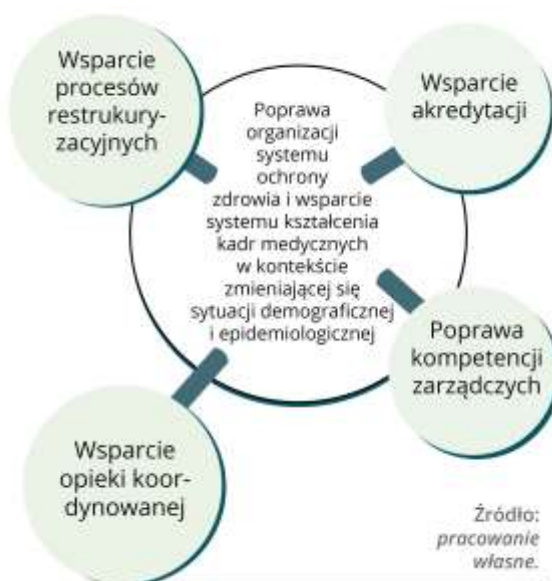 Wsparcie
procesów
restrukury-
zacyjnych
Wsparcie
akredytacji
Poprawa
organizacji
systemu
ochrony
zdrowia i wsparcie
systemu kształcenia
kadr medycznych
w kontekście
zmieniającej się
sytuacji demograficznej
i epidemiologicznej
Poprawa
kompetencji
zarządczych
Wsparcie
opieki koor-
dynowanej
Źródło:
pracowanie
własne.